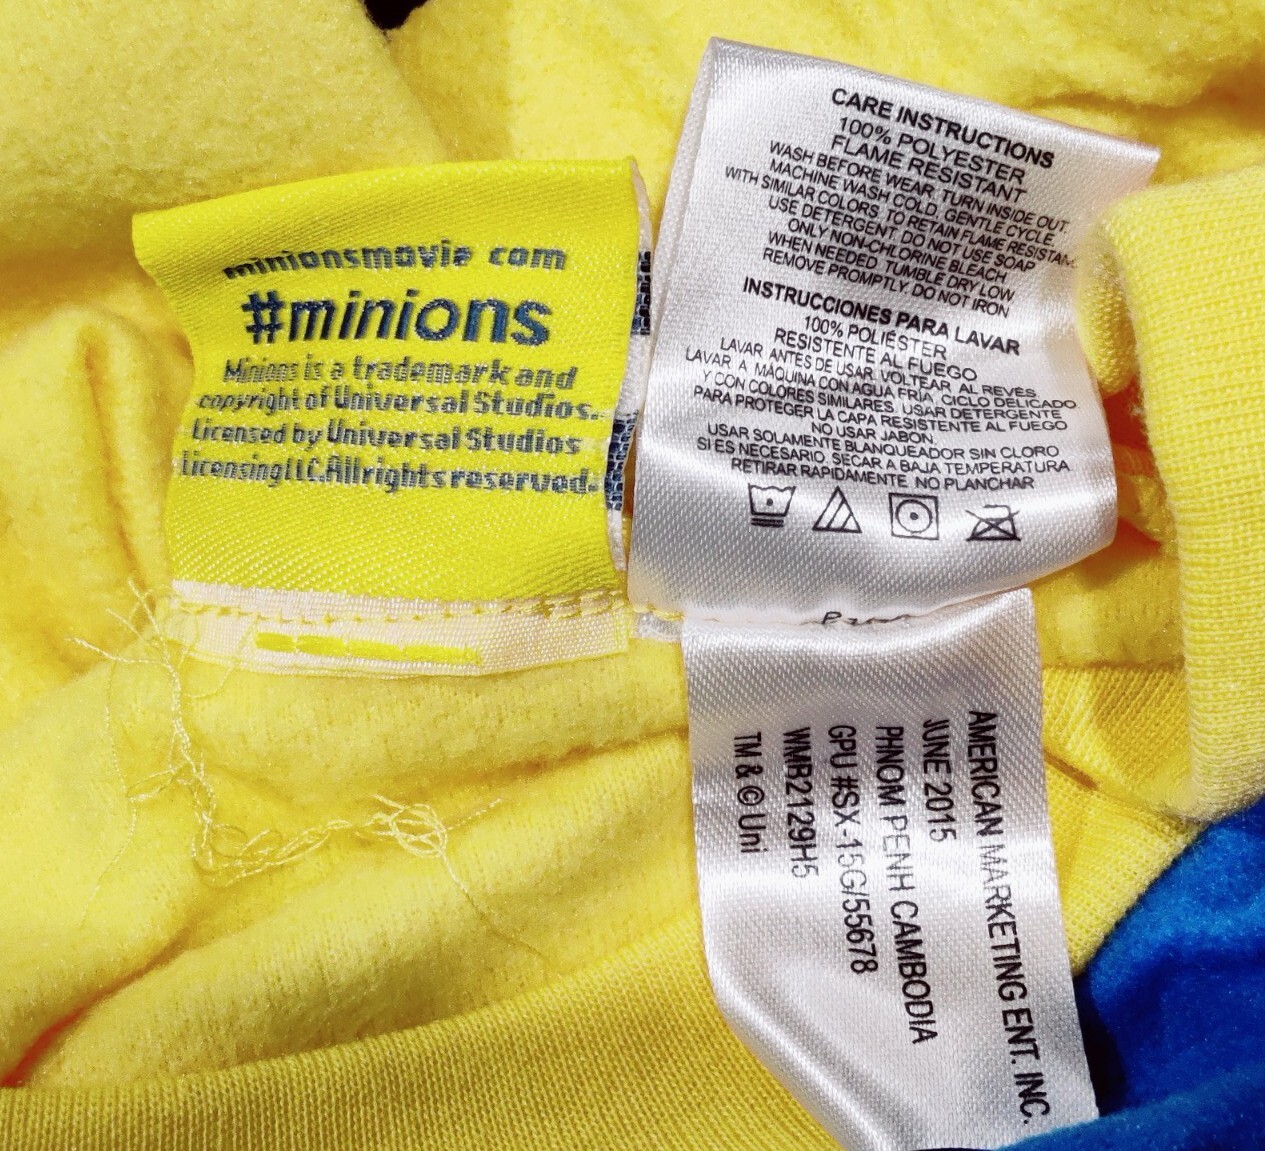 minionsmovie com
#minions
Minions is a trademark and
copyright of Universal Studios.
Licensed by Universal Studios
Licensing LLC. All rights reserved.
CARE INSTRUCTIONS
100% POLYESTER
FLAME RESISTANT
WASH BEFORE WEAR, TURN INSIDE OUT.
MACHINE WASH COLD, GENTLE CYCLE,
WITH SIMILAR COLORS, TO RETAIN FLAME RESISTANC
USE DETERGENT. DO NOT USE SOAP
ONLY NON-CHLORINE BLEACH
WHEN NEEDED. TUMBLE DRY LOW
REMOVE PROMPTLY. DO NOT IRON
INSTRUCCIONES PARA LAVAR
100% POLIÉSTER
RESISTENTE AL FUEGO
LAVAR ANTES DE USAR, VOLTEAR AL REVÉS,
LAVAR A MÁQUINA CON AGUA FRÍA, CICLO DELICADO.
Y CON COLORES SIMILARES. USAR DETERGENTE
PARA PROTEGER LA CAPA RESISTENTE AL FUEGO
NO USAR JABON.
USAR SOLAMENTE BLANQUEADOR SIN CLORO
SI ES NECESARIO, SECAR A BAJA TEMPERATURA
RETIRAR RAPIDAMENTE NO PLANCHAR
AMERICAN MARKETING ENT. INC.
JUNE 2015
PHNOM PENH CAMBODIA
GPU #SX-15G/55678
WMB2129H5
TM & © Uni